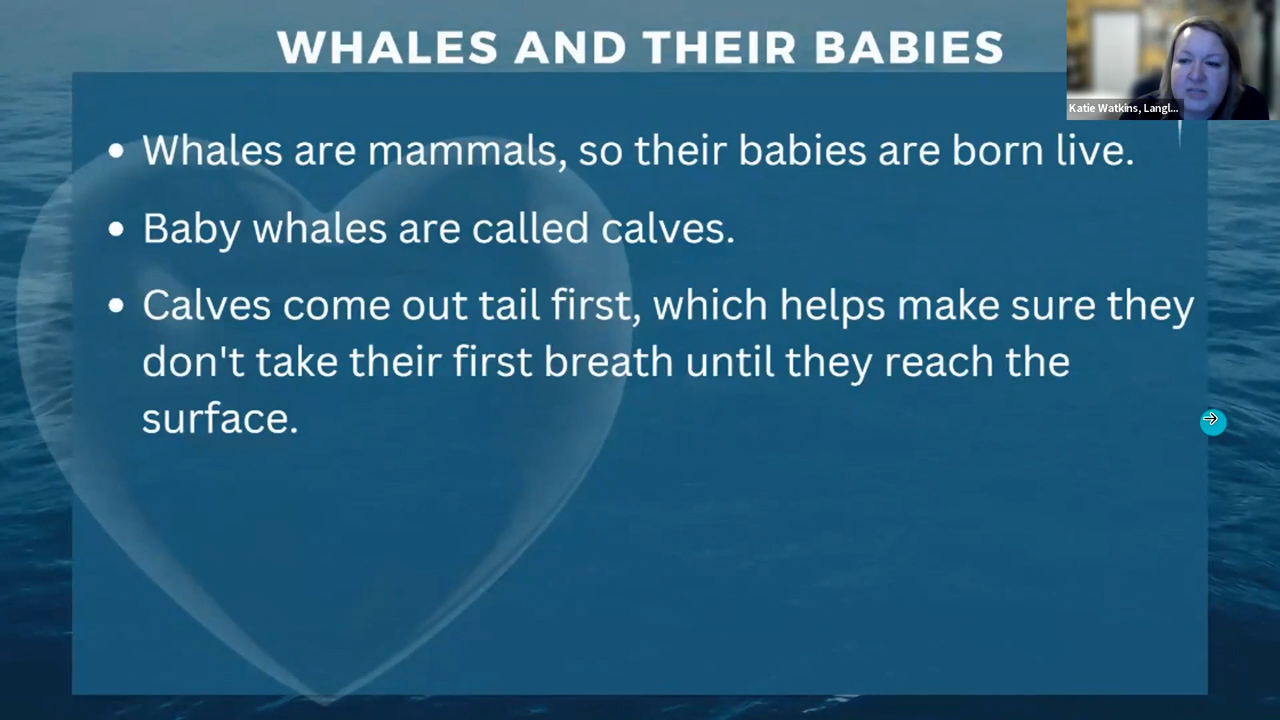 WHALES AND THEIR BABIES
Katie Watkins, Langl...
• Whales are mammals, so their babies are born live.
• Baby whales are called calves.
• Calves come out tail first, which helps make sure they
don't take their first breath until they reach the
surface.